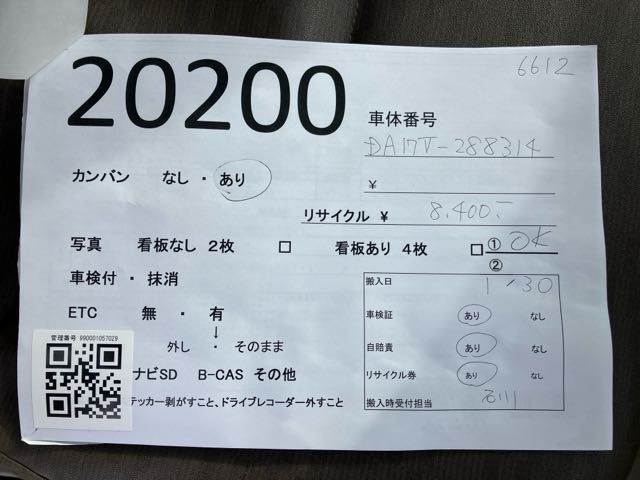 6612
20200
車体番号
DA17V-288314
カンバン なし ・ あり
¥
リサイクル ¥ 8,400.-
写真 看板なし 2枚 □ 看板あり 4枚 □ ① OK
②
車検付 ・ 抹消
搬入日 1/30
ETC 無 ・ 有
車検証 あり なし
↓
外し ・ そのまま
自賠責 あり なし
管理番号 990001057029
ナビSD B-CAS その他
リサイクル券 あり なし
テッカー剥がすこと、ドライブレコーダー外すこと
搬入時受付担当 石川